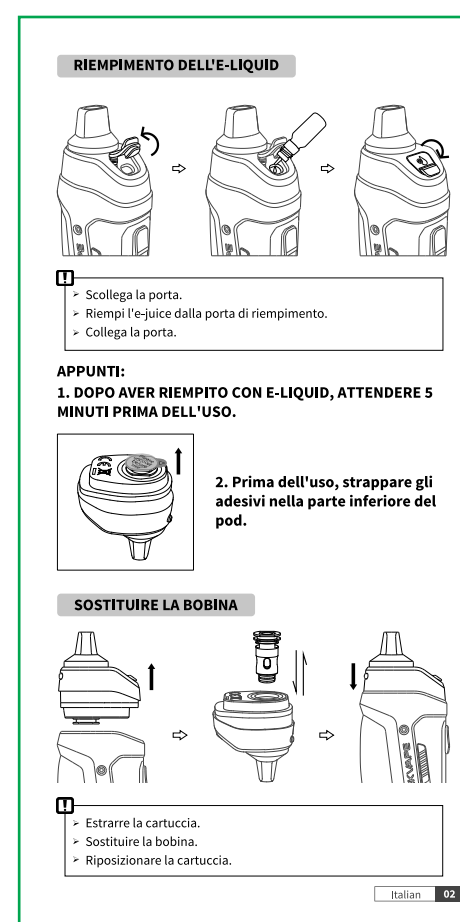 RIEMPIMENTO DELL'E-LIQUID
Scollega la porta.
Riempi l'e-juice dalla porta di riempimento.
Collega la porta.
APPUNTI:
1. DOPO AVER RIEMPITO CON E-LIQUID, ATTENDERE 5
MINUTI PRIMA DELL'USO.
2. Prima dell'uso, strappare gli
adesivi nella parte inferiore del
pod.
SOSTITUIRE LA BOBINA
Estrarre la cartuccia.
Sostituire la bobina.
Riposizionare la cartuccia.
Italian 02